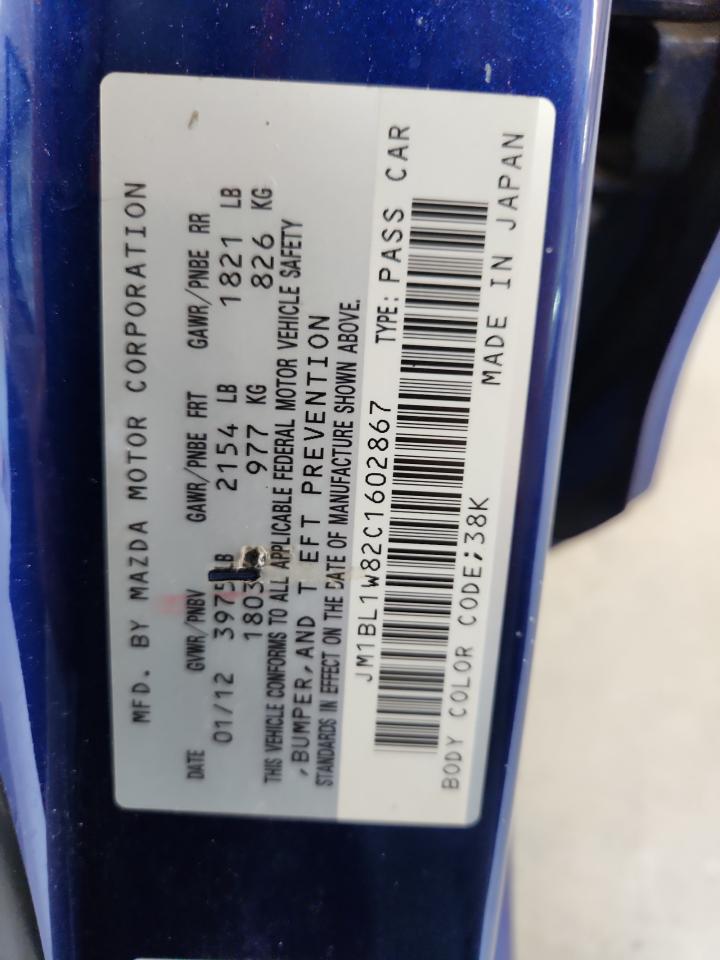 MFD. BY MAZDA MOTOR CORPORATION
DATE GVWR/PNBV GAWR/PNBE FRT GAWR/PNBE RR
01/12 3975LB 2154 LB 1821 LB
1803 977 KG 826 KG
THIS VEHICLE CONFORMS TO ALL APPLICABLE FEDERAL MOTOR VEHICLE SAFETY
,BUMPER,AND T EFT PREVENTION
STANDARDS IN EFFECT ON THE DATE OF MANUFACTURE SHOWN ABOVE.
JM1BL1W82C1602867 TYPE: PASS CAR
BODY COLOR CODE;38K MADE IN JAPAN